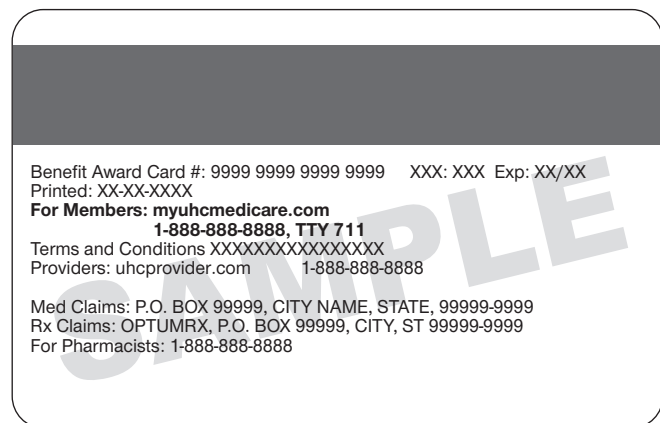 Benefit Award Card #: 9999 9999 9999 9999 XXX: XXX Exp: XX/XX
Printed: XX-XX-XXXX
For Members: myuhcmedicare.com
1-888-888-8888, TTY 711
Terms and Conditions XXXXXXXXXXXXXXXX
Providers: uhcprovider.com 1-888-888-8888
Med Claims: P.O. BOX 99999, CITY NAME, STATE, 99999-9999
Rx Claims: OPTUMRX, P.O. BOX 99999, CITY, ST 99999-9999
For Pharmacists: 1-888-888-8888
SAMPLE